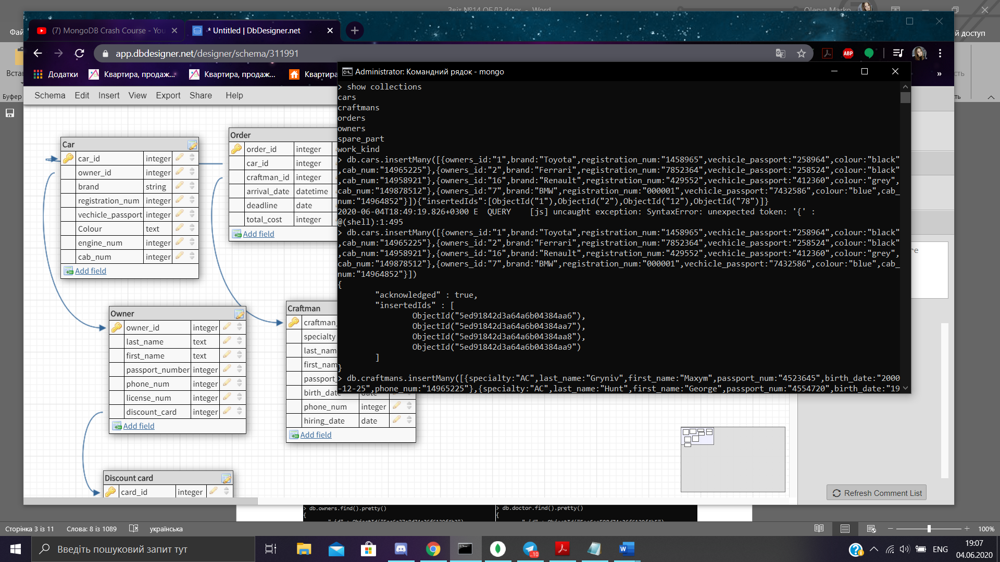 Звіт №14 ОБДЗ.docx - Word
Olesya Marko
Фай
й доступ
(7) MongoDB Crash Course - You
* Untitled | DbDesigner.net
app.dbdesigner.net/designer/schema/311991
ABP
Встан
Буфер
Додатки
Квартира, продаж...
Квартира, продаж...
Квартира
»
Schema
Edit
Insert
View
Export
Share
Help
Car
car_id integer
owner_id integer
brand string
registration_num integer
vechicle_passport integer
Colour text
engine_num integer
cab_num integer
Add field
Order
order_id integer
car_id integer
craftman_id integer
arrival_date datetime
deadline date
total_cost integer
Add field
Owner
owner_id integer
last_name text
first_name text
passport_number integer
phone_num integer
license_num integer
discount_card integer
Add field
Craftman
craftman_
specialty
last_nam
first_nam
passport_
birth_date date
phone_num integer
hiring_date date
Add field
Discount card
card_id integer
Administrator: Командний рядок - mongo
> show collections
cars
craftmans
orders
owners
spare_part
work_kind
> db.cars.insertMany([{owners_id:"1",brand:"Toyota",registration_num:"1458965",vechicle_passport:"258964",colour:"black"
,cab_num:"14965225"},{owners_id:"2",brand:"Ferrari",registration_num:"7852364",vechicle_passport:"258524",colour:"black"
,cab_num:"14958921"},{owners_id:"16",brand:"Renault",registration_num:"429552",vechicle_passport:"412360",colour:"grey",
cab_num:"149878512"},{owners_id:"7",brand:"BMW",registration_num:"000001",vechicle_passport:"7432586",colour:"blue",cab_
num:"14964852"}]){"insertedIds":[ObjectId("1"),ObjectId("2"),ObjectId("12"),ObjectId("78")]}
2020-06-04T18:49:19.826+0300 E  QUERY    [js] uncaught exception: SyntaxError: unexpected token: '{' :
@(shell):1:495
> db.cars.insertMany([{owners_id:"1",brand:"Toyota",registration_num:"1458965",vechicle_passport:"258964",colour:"black"
,cab_num:"14965225"},{owners_id:"2",brand:"Ferrari",registration_num:"7852364",vechicle_passport:"258524",colour:"black"
,cab_num:"14958921"},{owners_id:"16",brand:"Renault",registration_num:"429552",vechicle_passport:"412360",colour:"grey",
cab_num:"149878512"},{owners_id:"7",brand:"BMW",registration_num:"000001",vechicle_passport:"7432586",colour:"blue",cab_
num:"14964852"}])
{
"acknowledged" : true,
"insertedIds" : [
ObjectId("5ed91842d3a64a6b04384aa6"),
ObjectId("5ed91842d3a64a6b04384aa7"),
ObjectId("5ed91842d3a64a6b04384aa8"),
ObjectId("5ed91842d3a64a6b04384aa9")
]
}
> db.craftmans.insertMany([{specialty:"AC",last_name:"Gryniv",first_name:"Maxym",passport_num:"4523645",birth_date:"2000
-12-25",phone_num:"14965225"},{specialty:"AC",last_name:"Hunt",first_name:"George",passport_num:"4554720",birth_date:"19
Refresh Comment List
> db.owners.find().pretty()
{
> db.doctor.find().pretty()
{
Сторінка 3 із 11
Слова: 8 із 1089
українська
100%
Введіть пошуковий запит тут
..10
ENG
19:07
04.06.2020